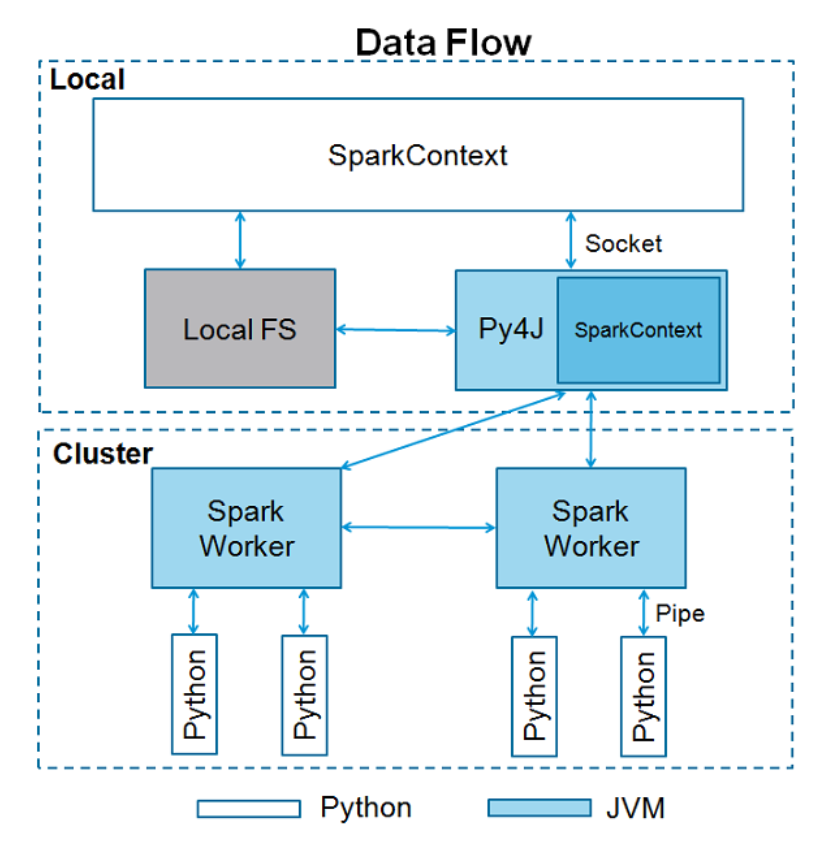 Data Flow
Local
SparkContext
Socket
Local FS
Py4J
SparkContext
Cluster
Spark
Worker
Spark
Worker
Pipe
Python
Python
Python
Python
Python
JVM